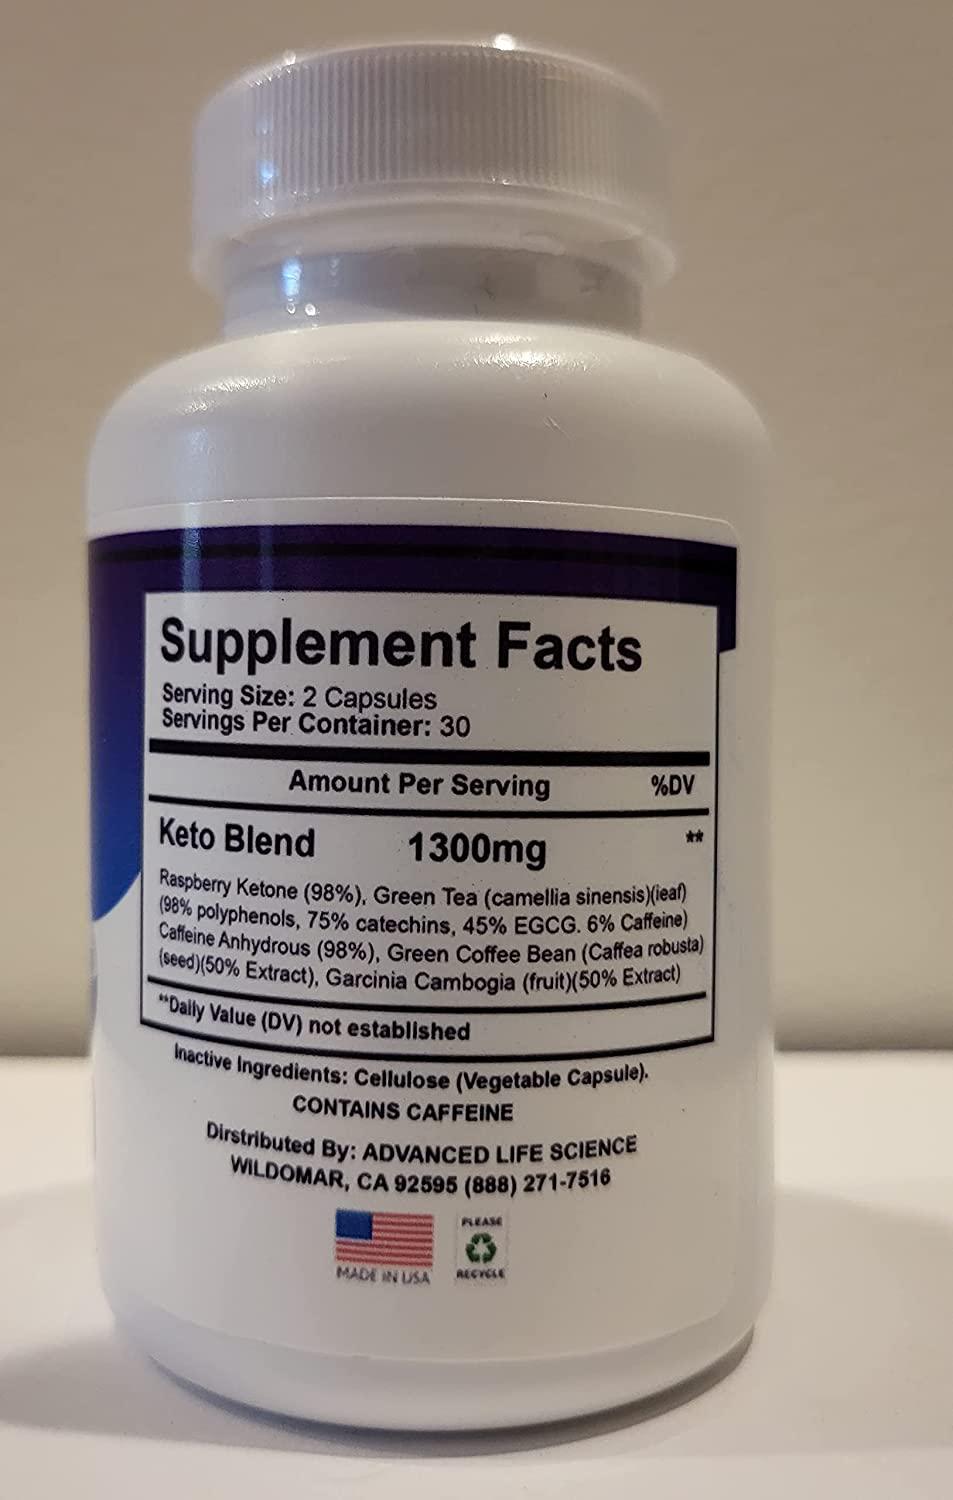 Supplement Facts
Serving Size: 2 Capsules
Servings Per Container: 30
Amount Per Serving %DV
Keto Blend 1300mg **
Raspberry Ketone (98%), Green Tea (camellia sinensis)(leaf)
(98% polyphenols, 75% catechins, 45% EGCG. 6% Caffeine)
Caffeine Anhydrous (98%), Green Coffee Bean (Caffea robusta)
(seed)(50% Extract), Garcinia Cambogia (fruit)(50% Extract)
**Daily Value (DV) not established
Inactive Ingredients: Cellulose (Vegetable Capsule).
CONTAINS CAFFEINE
Dirstributed By: ADVANCED LIFE SCIENCE
WILDOMAR, CA 92595 (888) 271-7516
PLEASE
MADE IN USA RECYCLE